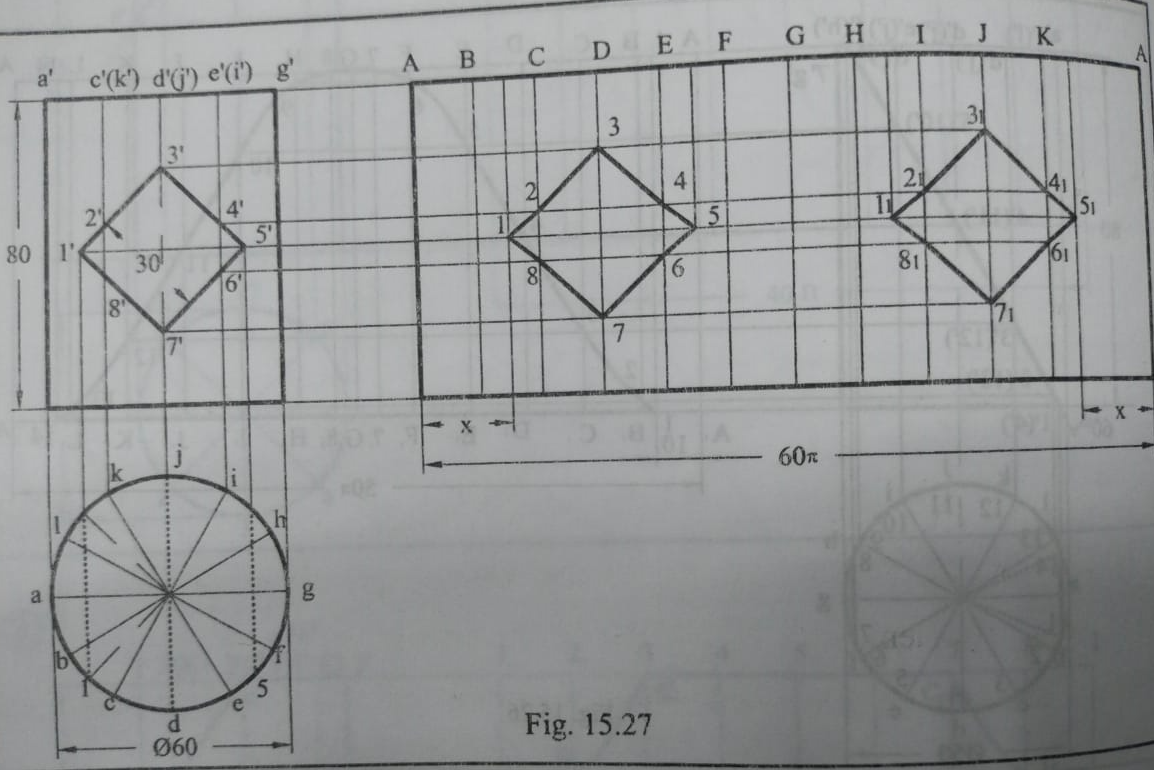 a' c'(k') d'(j') e'(i') g' A B C D E F G H I J K A
3' 3 3₁
2' 4' 2 4 2₁ 4₁
1' 5' 1 5 1₁ 5₁
80 30
8' 6' 8 6 8₁ 6₁
7' 7 7₁
x x
60π
k j i
l h
a g
b f
1 5
c e
d
Ø60
Fig. 15.27